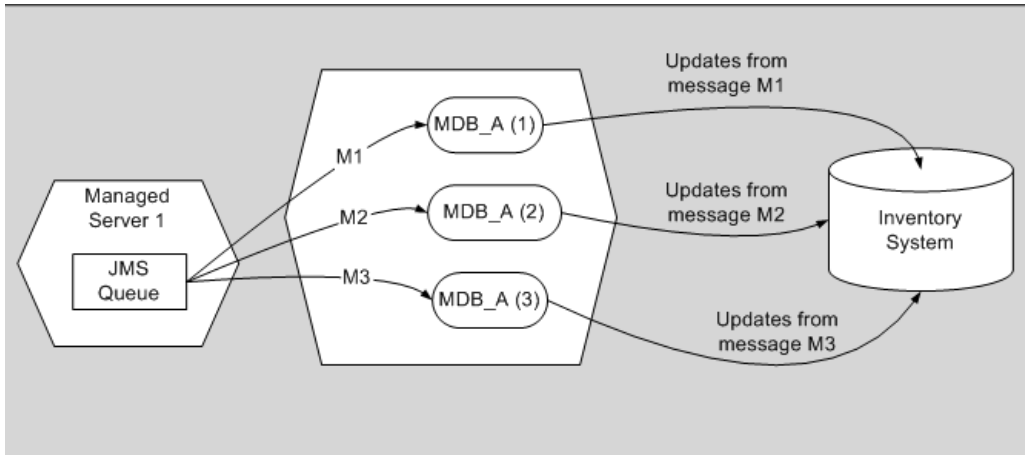 Managed
Server 1
JMS
Queue
M1
M2
M3
MDB_A (1)
MDB_A (2)
MDB_A (3)
Updates from
message M1
Updates from
message M2
Updates from
message M3
Inventory
System